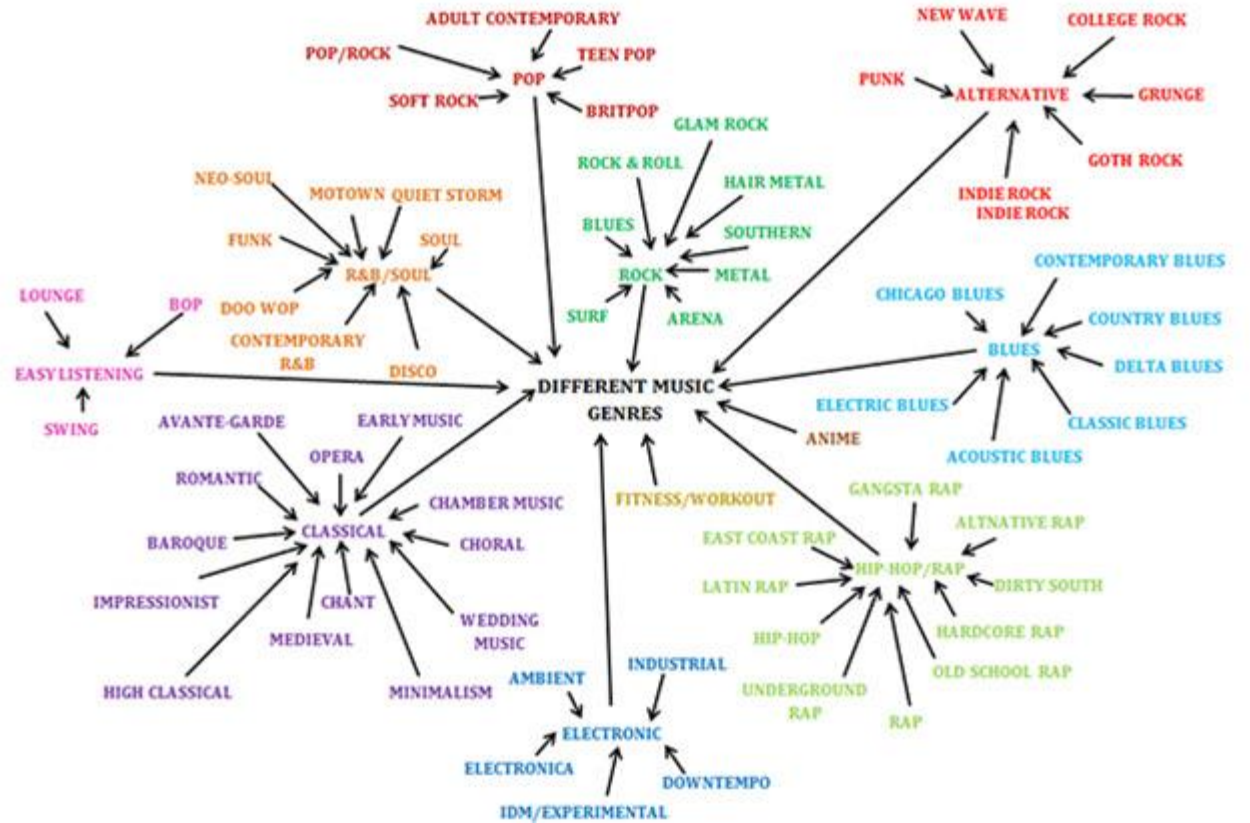 ADULT CONTEMPORARY
POP/ROCK
TEEN POP
POP
SOFT ROCK
BRITPOP
NEW WAVE
COLLEGE ROCK
PUNK
ALTERNATIVE
GRUNGE
GOTH ROCK
INDIE ROCK
INDIE ROCK
GLAM ROCK
ROCK & ROLL
HAIR METAL
BLUES
SOUTHERN
ROCK
METAL
SURF
ARENA
NEO-SOUL
MOTOWN
QUIET STORM
FUNK
SOUL
R&B/SOUL
DOO WOP
CONTEMPORARY
R&B
DISCO
LOUNGE
BOP
EASY LISTENING
SWING
DIFFERENT MUSIC
GENRES
CONTEMPORARY BLUES
CHICAGO BLUES
COUNTRY BLUES
BLUES
DELTA BLUES
ELECTRIC BLUES
CLASSIC BLUES
ACOUSTIC BLUES
ANIME
FITNESS/WORKOUT
AVANTE-GARDE
EARLY MUSIC
OPERA
ROMANTIC
CHAMBER MUSIC
CLASSICAL
BAROQUE
CHORAL
IMPRESSIONIST
CHANT
MEDIEVAL
WEDDING
MUSIC
HIGH CLASSICAL
MINIMALISM
GANGSTA RAP
ALTNATIVE RAP
EAST COAST RAP
HIP-HOP/RAP
LATIN RAP
DIRTY SOUTH
HIP-HOP
HARDCORE RAP
OLD SCHOOL RAP
UNDERGROUND
RAP
RAP
AMBIENT
INDUSTRIAL
ELECTRONIC
ELECTRONICA
DOWNTEMPO
IDM/EXPERIMENTAL